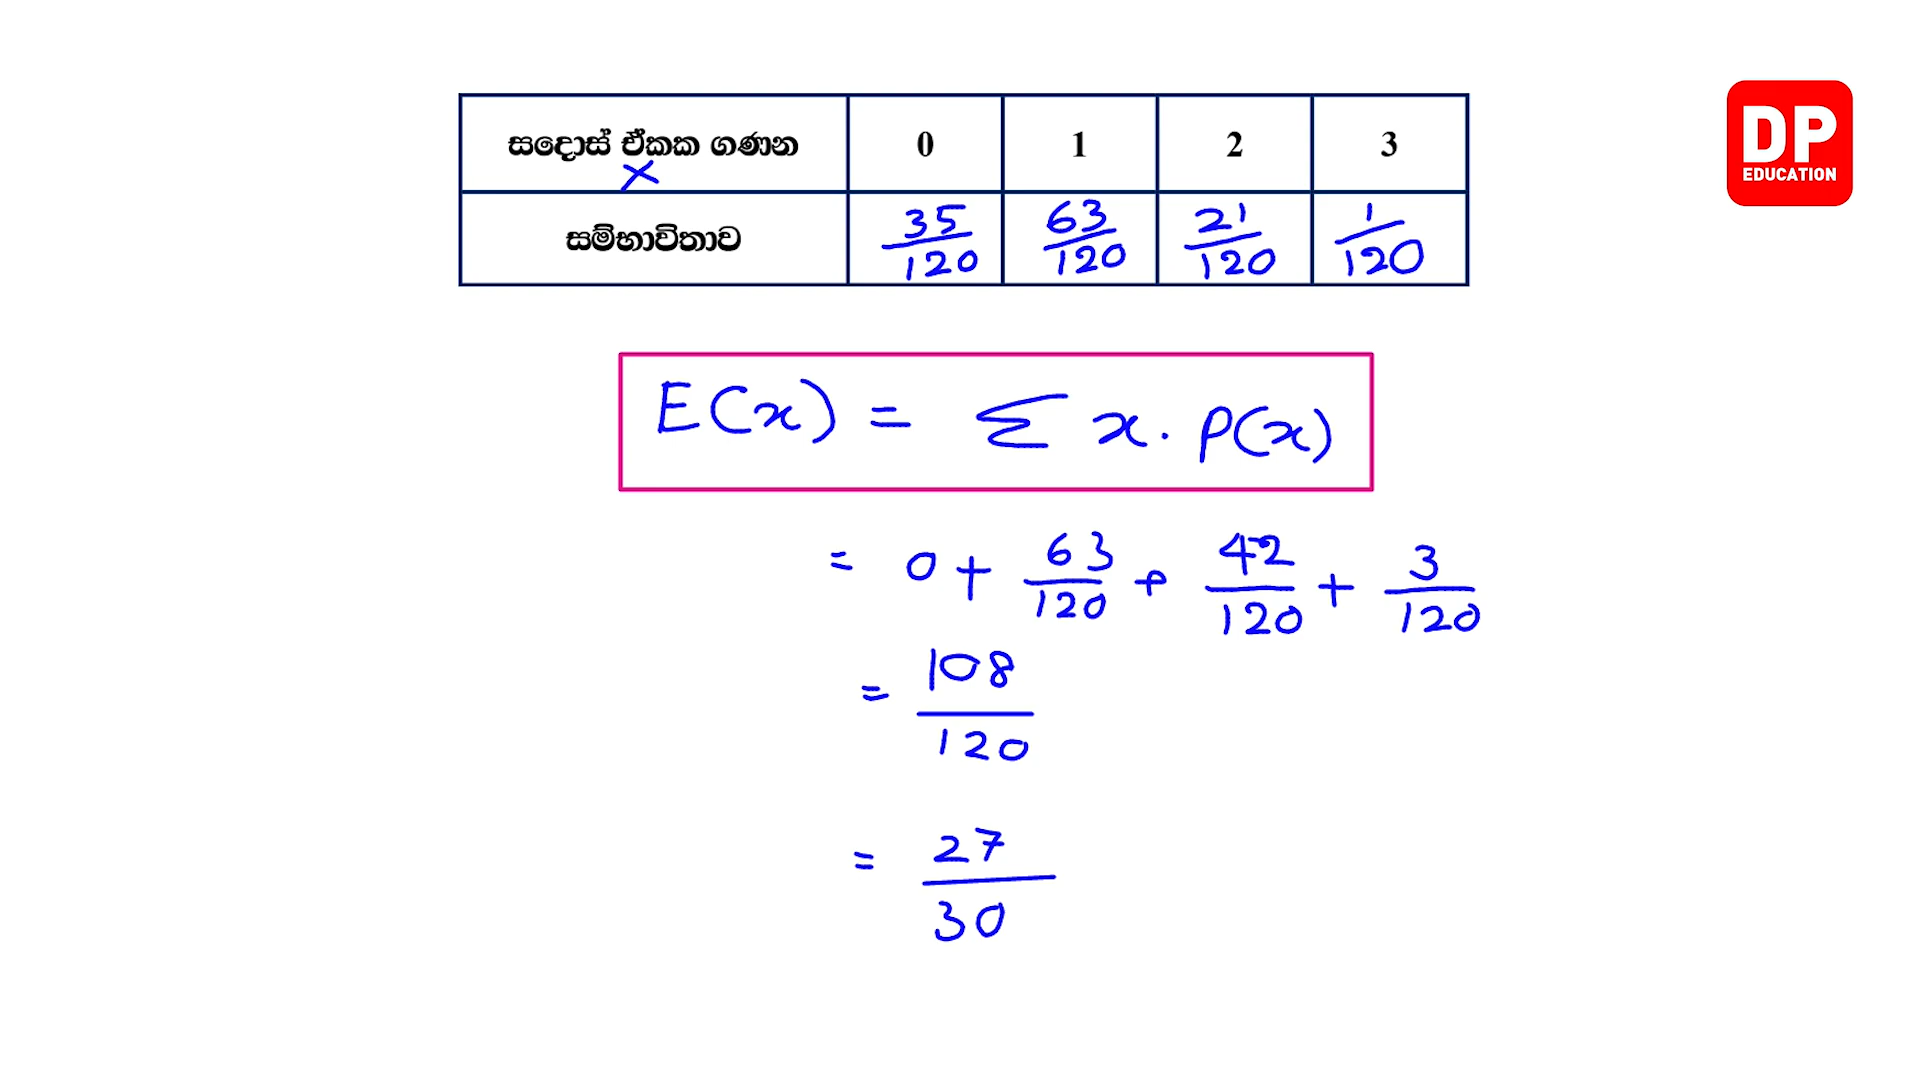 DP
EDUCATION
සදොස් ඒකක ගණන 0 1 2 3
X
සම්භාවිතාව 35/120 63/120 21/120 1/120
E(x) = Σ x. P(x)
= 0 + 63/120 + 42/120 + 3/120
= 108/120
= 27/30